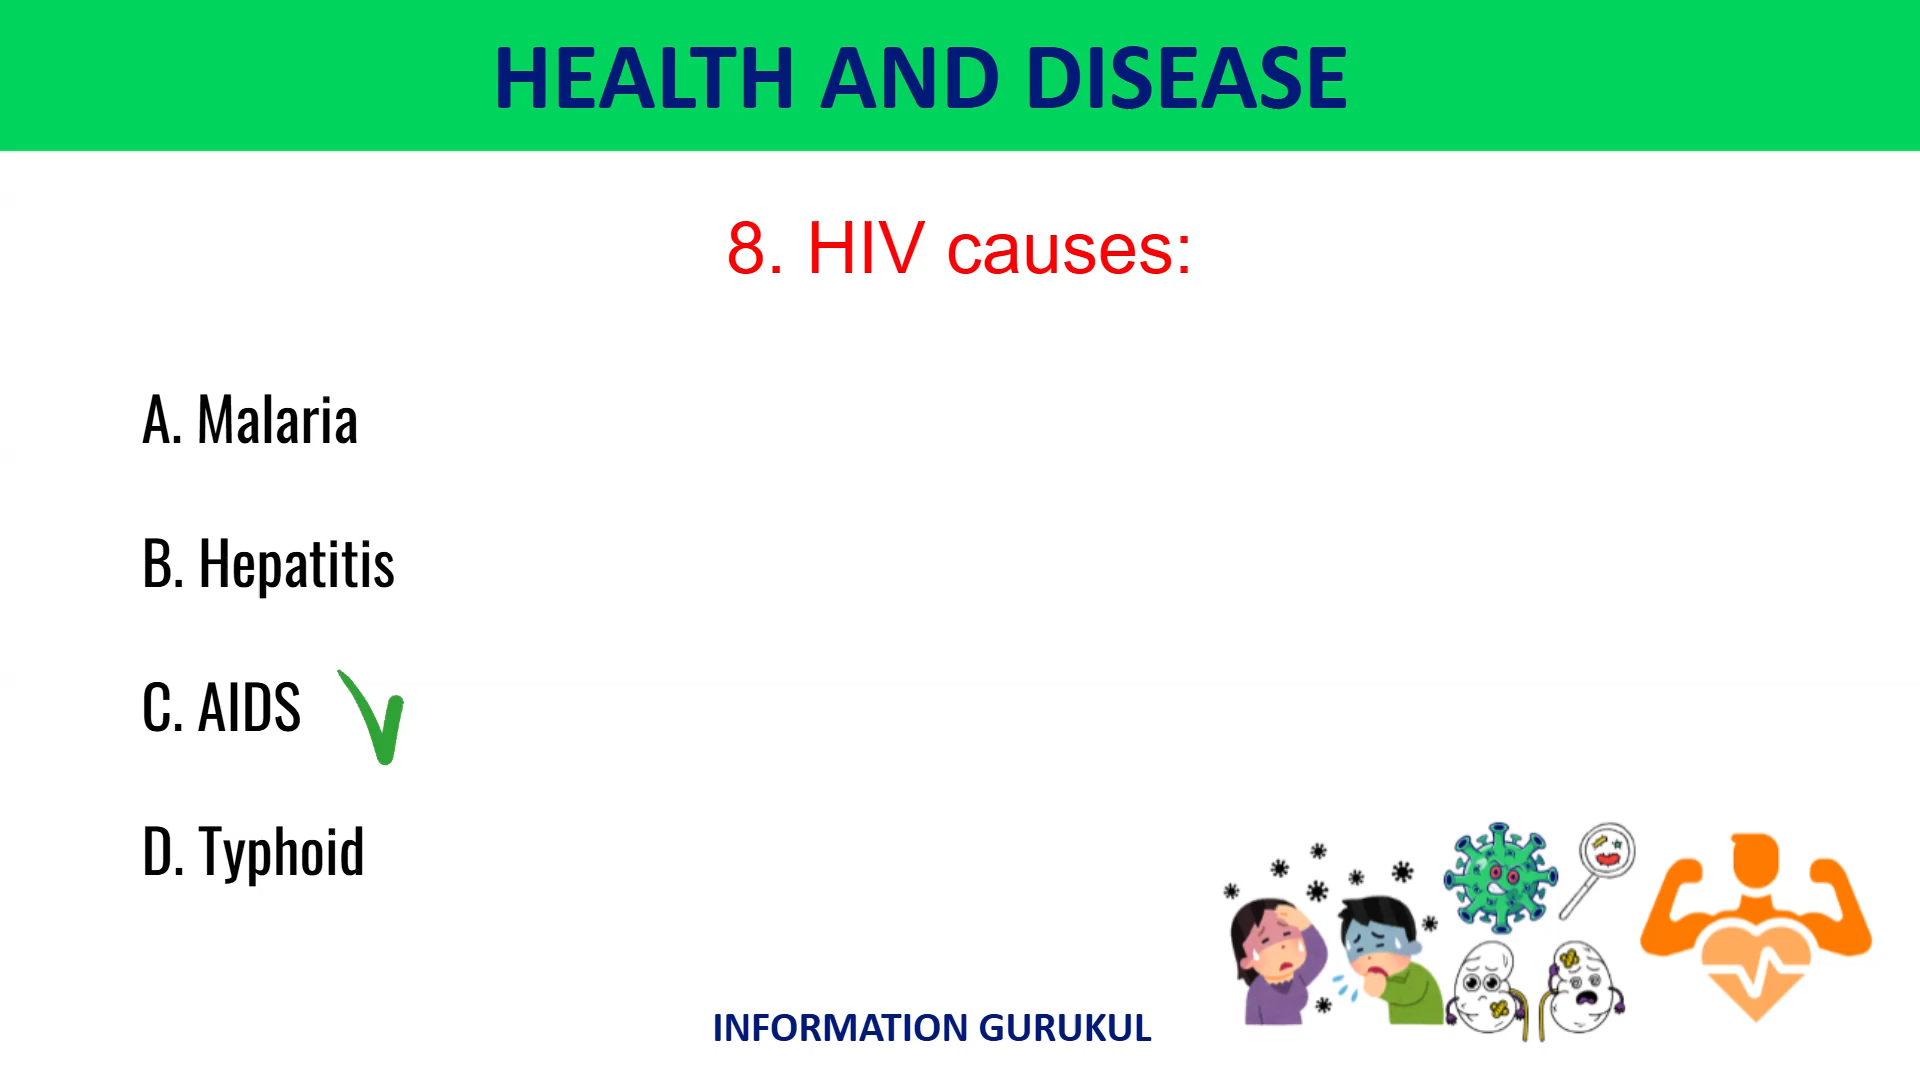 HEALTH AND DISEASE
8. HIV causes:
A. Malaria
B. Hepatitis
C. AIDS
D. Typhoid
INFORMATION GURUKUL